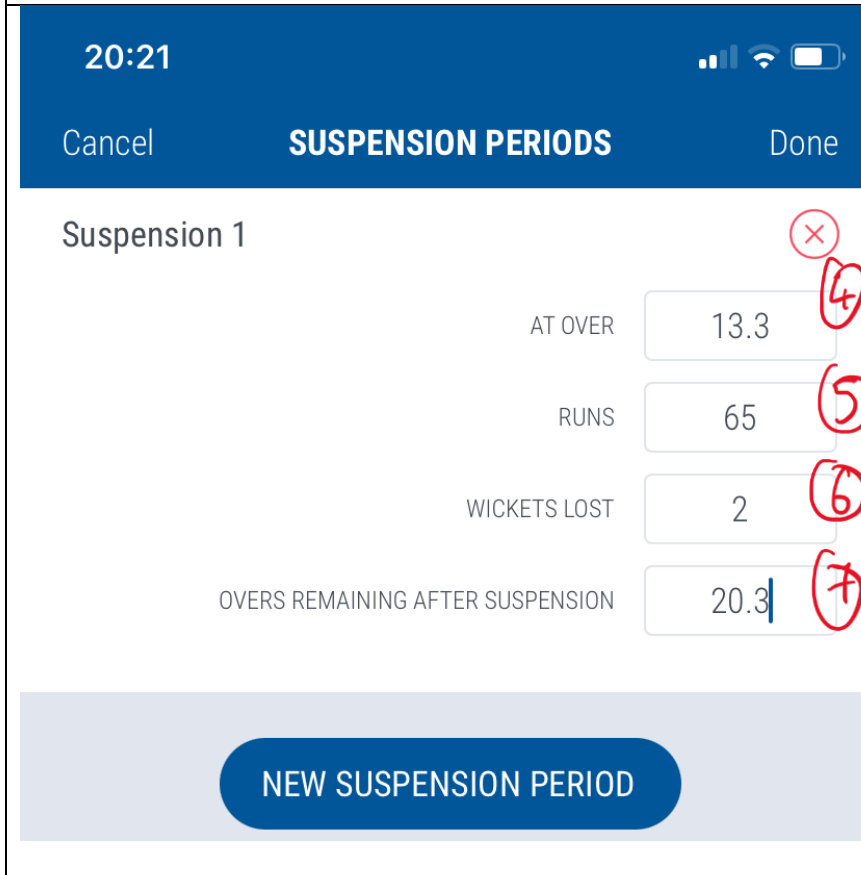 20:21
Cancel SUSPENSION PERIODS Done
Suspension 1
4
AT OVER 13.3
5
RUNS 65
6
WICKETS LOST 2
7
OVERS REMAINING AFTER SUSPENSION 20.3
NEW SUSPENSION PERIOD